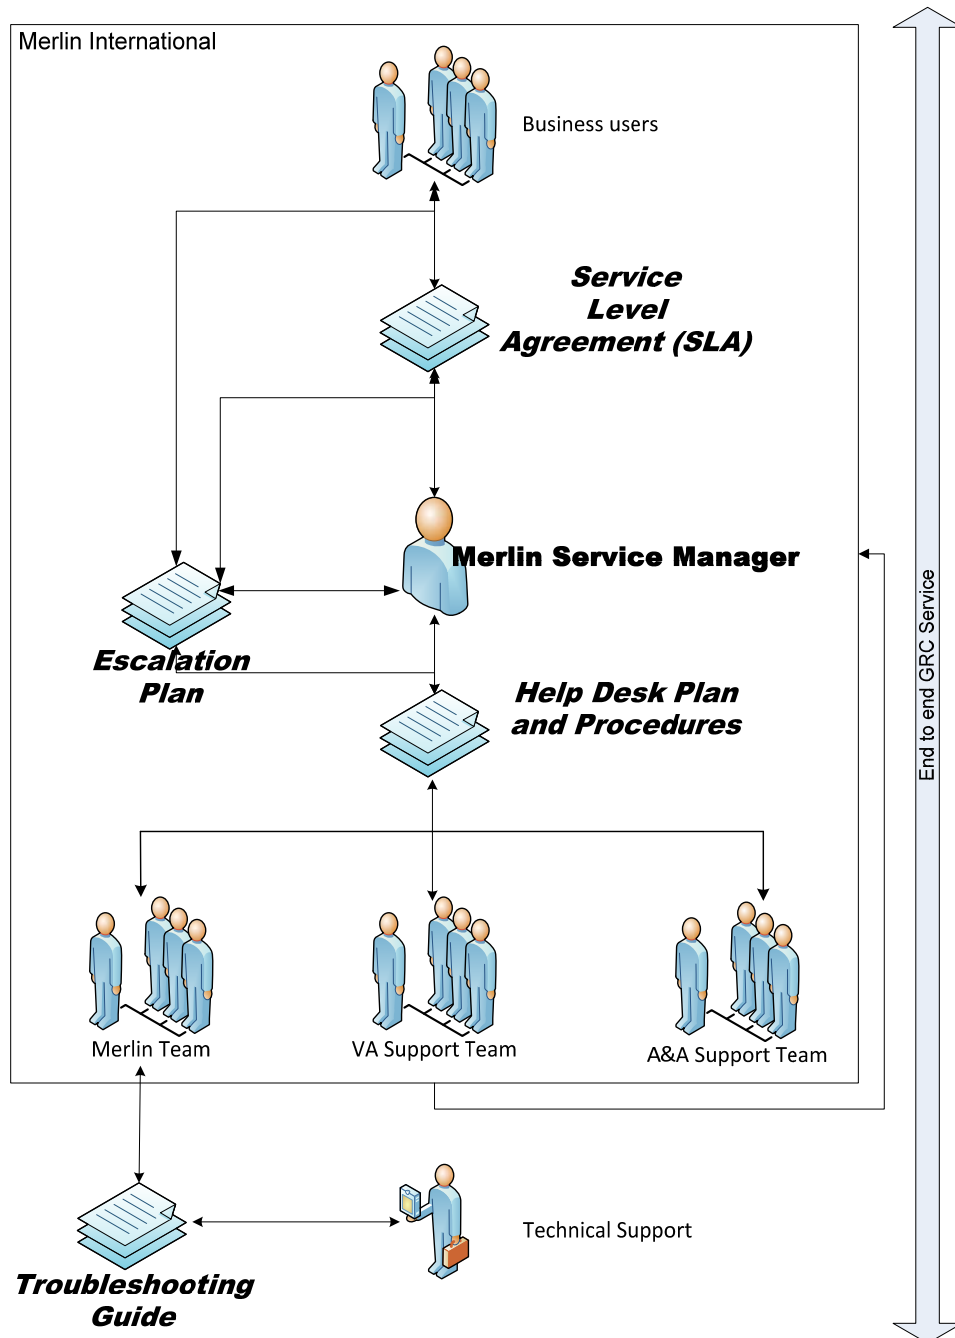 Merlin International
Business users
Service
Level
Agreement (SLA)
Merlin Service Manager
Escalation
Plan
Help Desk Plan
and Procedures
End to end GRC Service
Merlin Team
VA Support Team
A&A Support Team
Technical Support
Troubleshooting
Guide